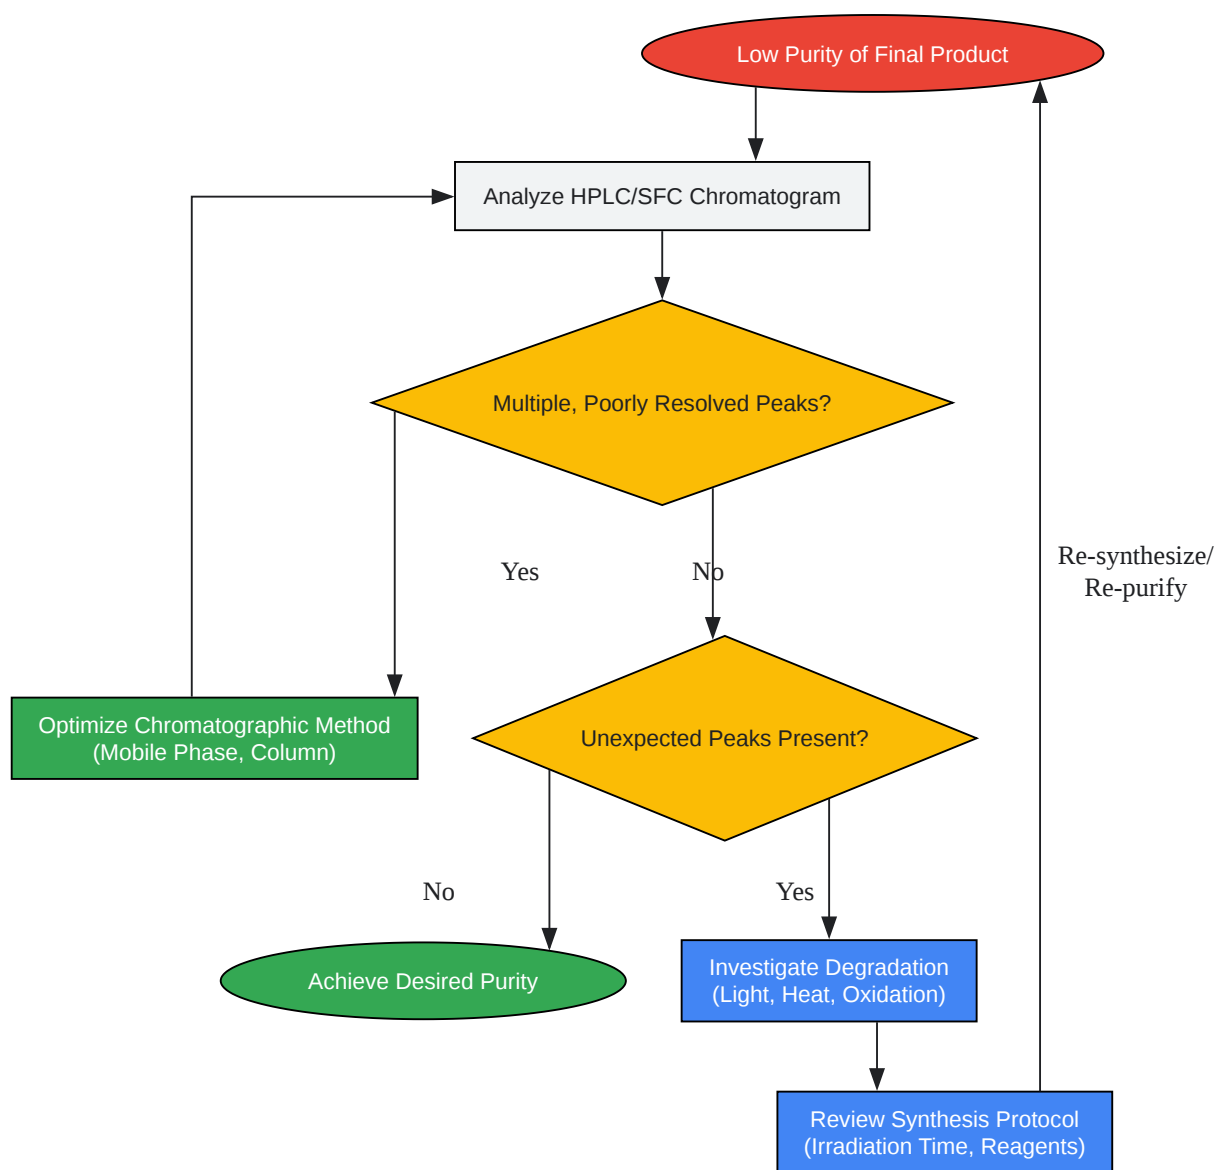 Low Purity of Final Product
Analyze HPLC/SFC Chromatogram
Multiple, Poorly Resolved Peaks?
Yes
No
Re-synthesize/
Re-purify
Optimize Chromatographic Method
(Mobile Phase, Column)
Unexpected Peaks Present?
No
Yes
Achieve Desired Purity
Investigate Degradation
(Light, Heat, Oxidation)
Review Synthesis Protocol
(Irradiation Time, Reagents)